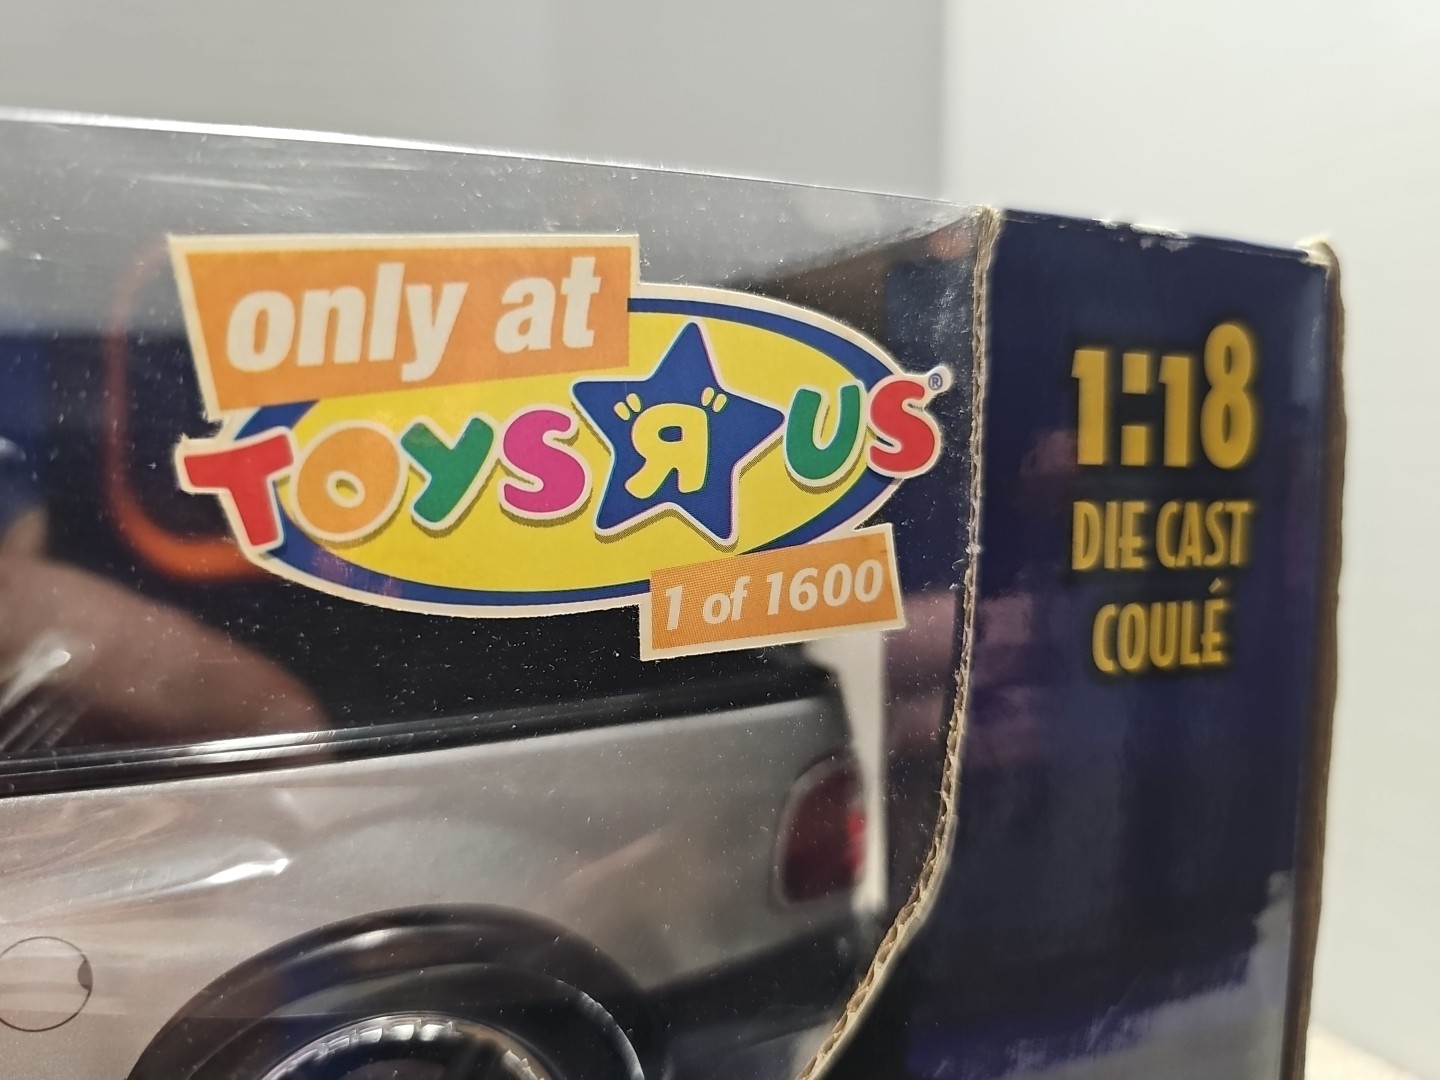 only at
TOYS "R" US®
1 of 1600
1:18
DIE CAST
COULÉ